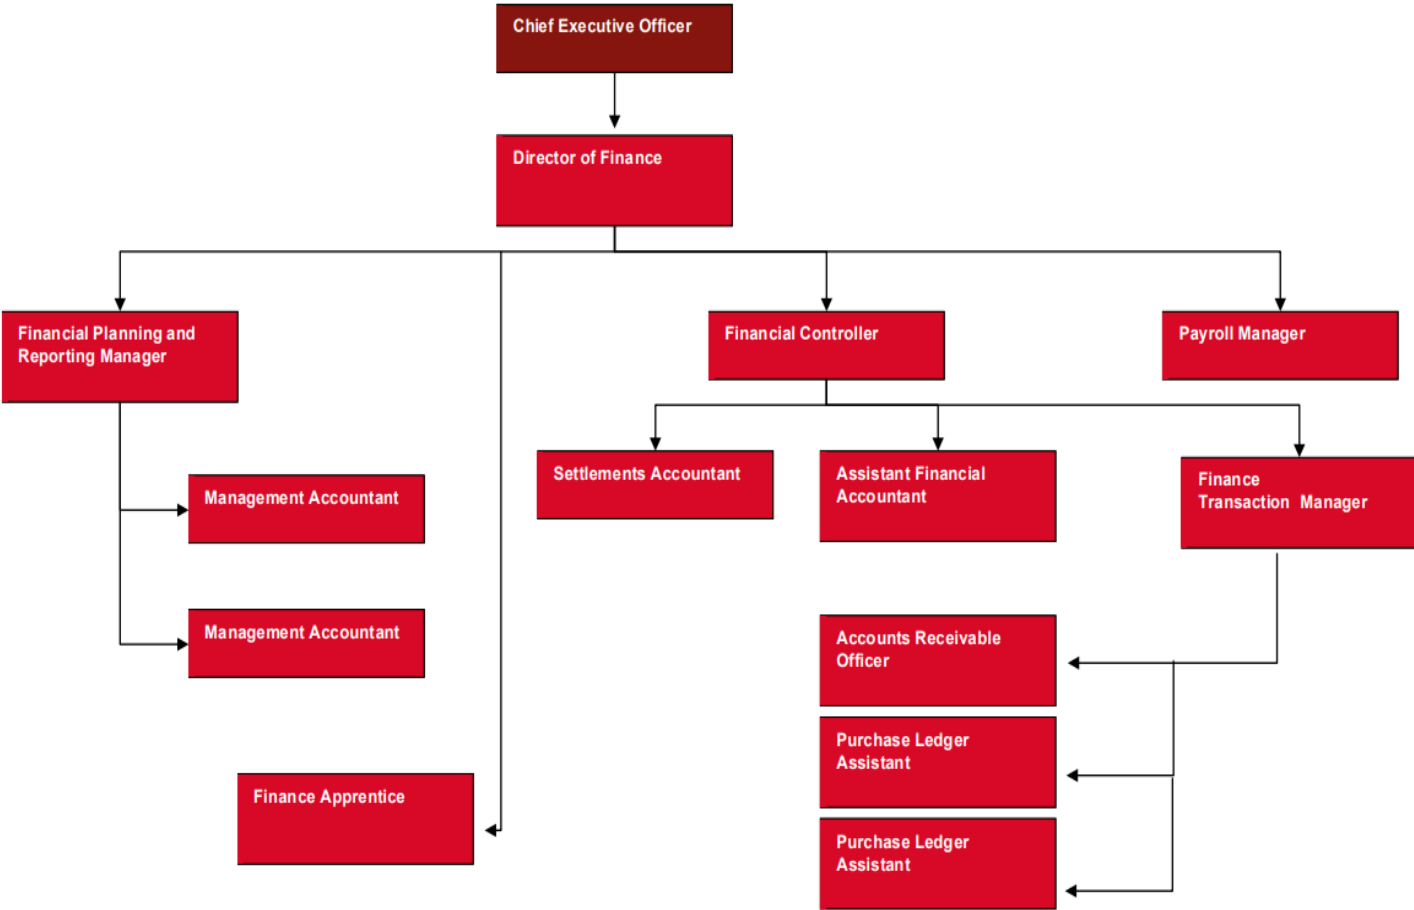 Chief Executive Officer
Director of Finance
Financial Planning and
Reporting Manager
Financial Controller
Payroll Manager
Settlements Accountant
Assistant Financial
Accountant
Finance
Transaction Manager
Management Accountant
Management Accountant
Accounts Receivable
Officer
Purchase Ledger
Assistant
Finance Apprentice
Purchase Ledger
Assistant